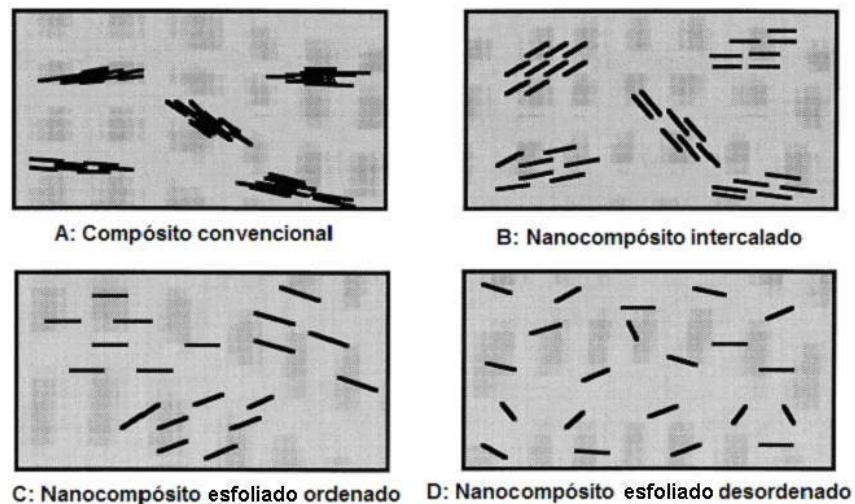 A: Compósito convencional
B: Nanocompósito intercalado
C: Nanocompósito esfoliado ordenado
D: Nanocompósito esfoliado desordenado